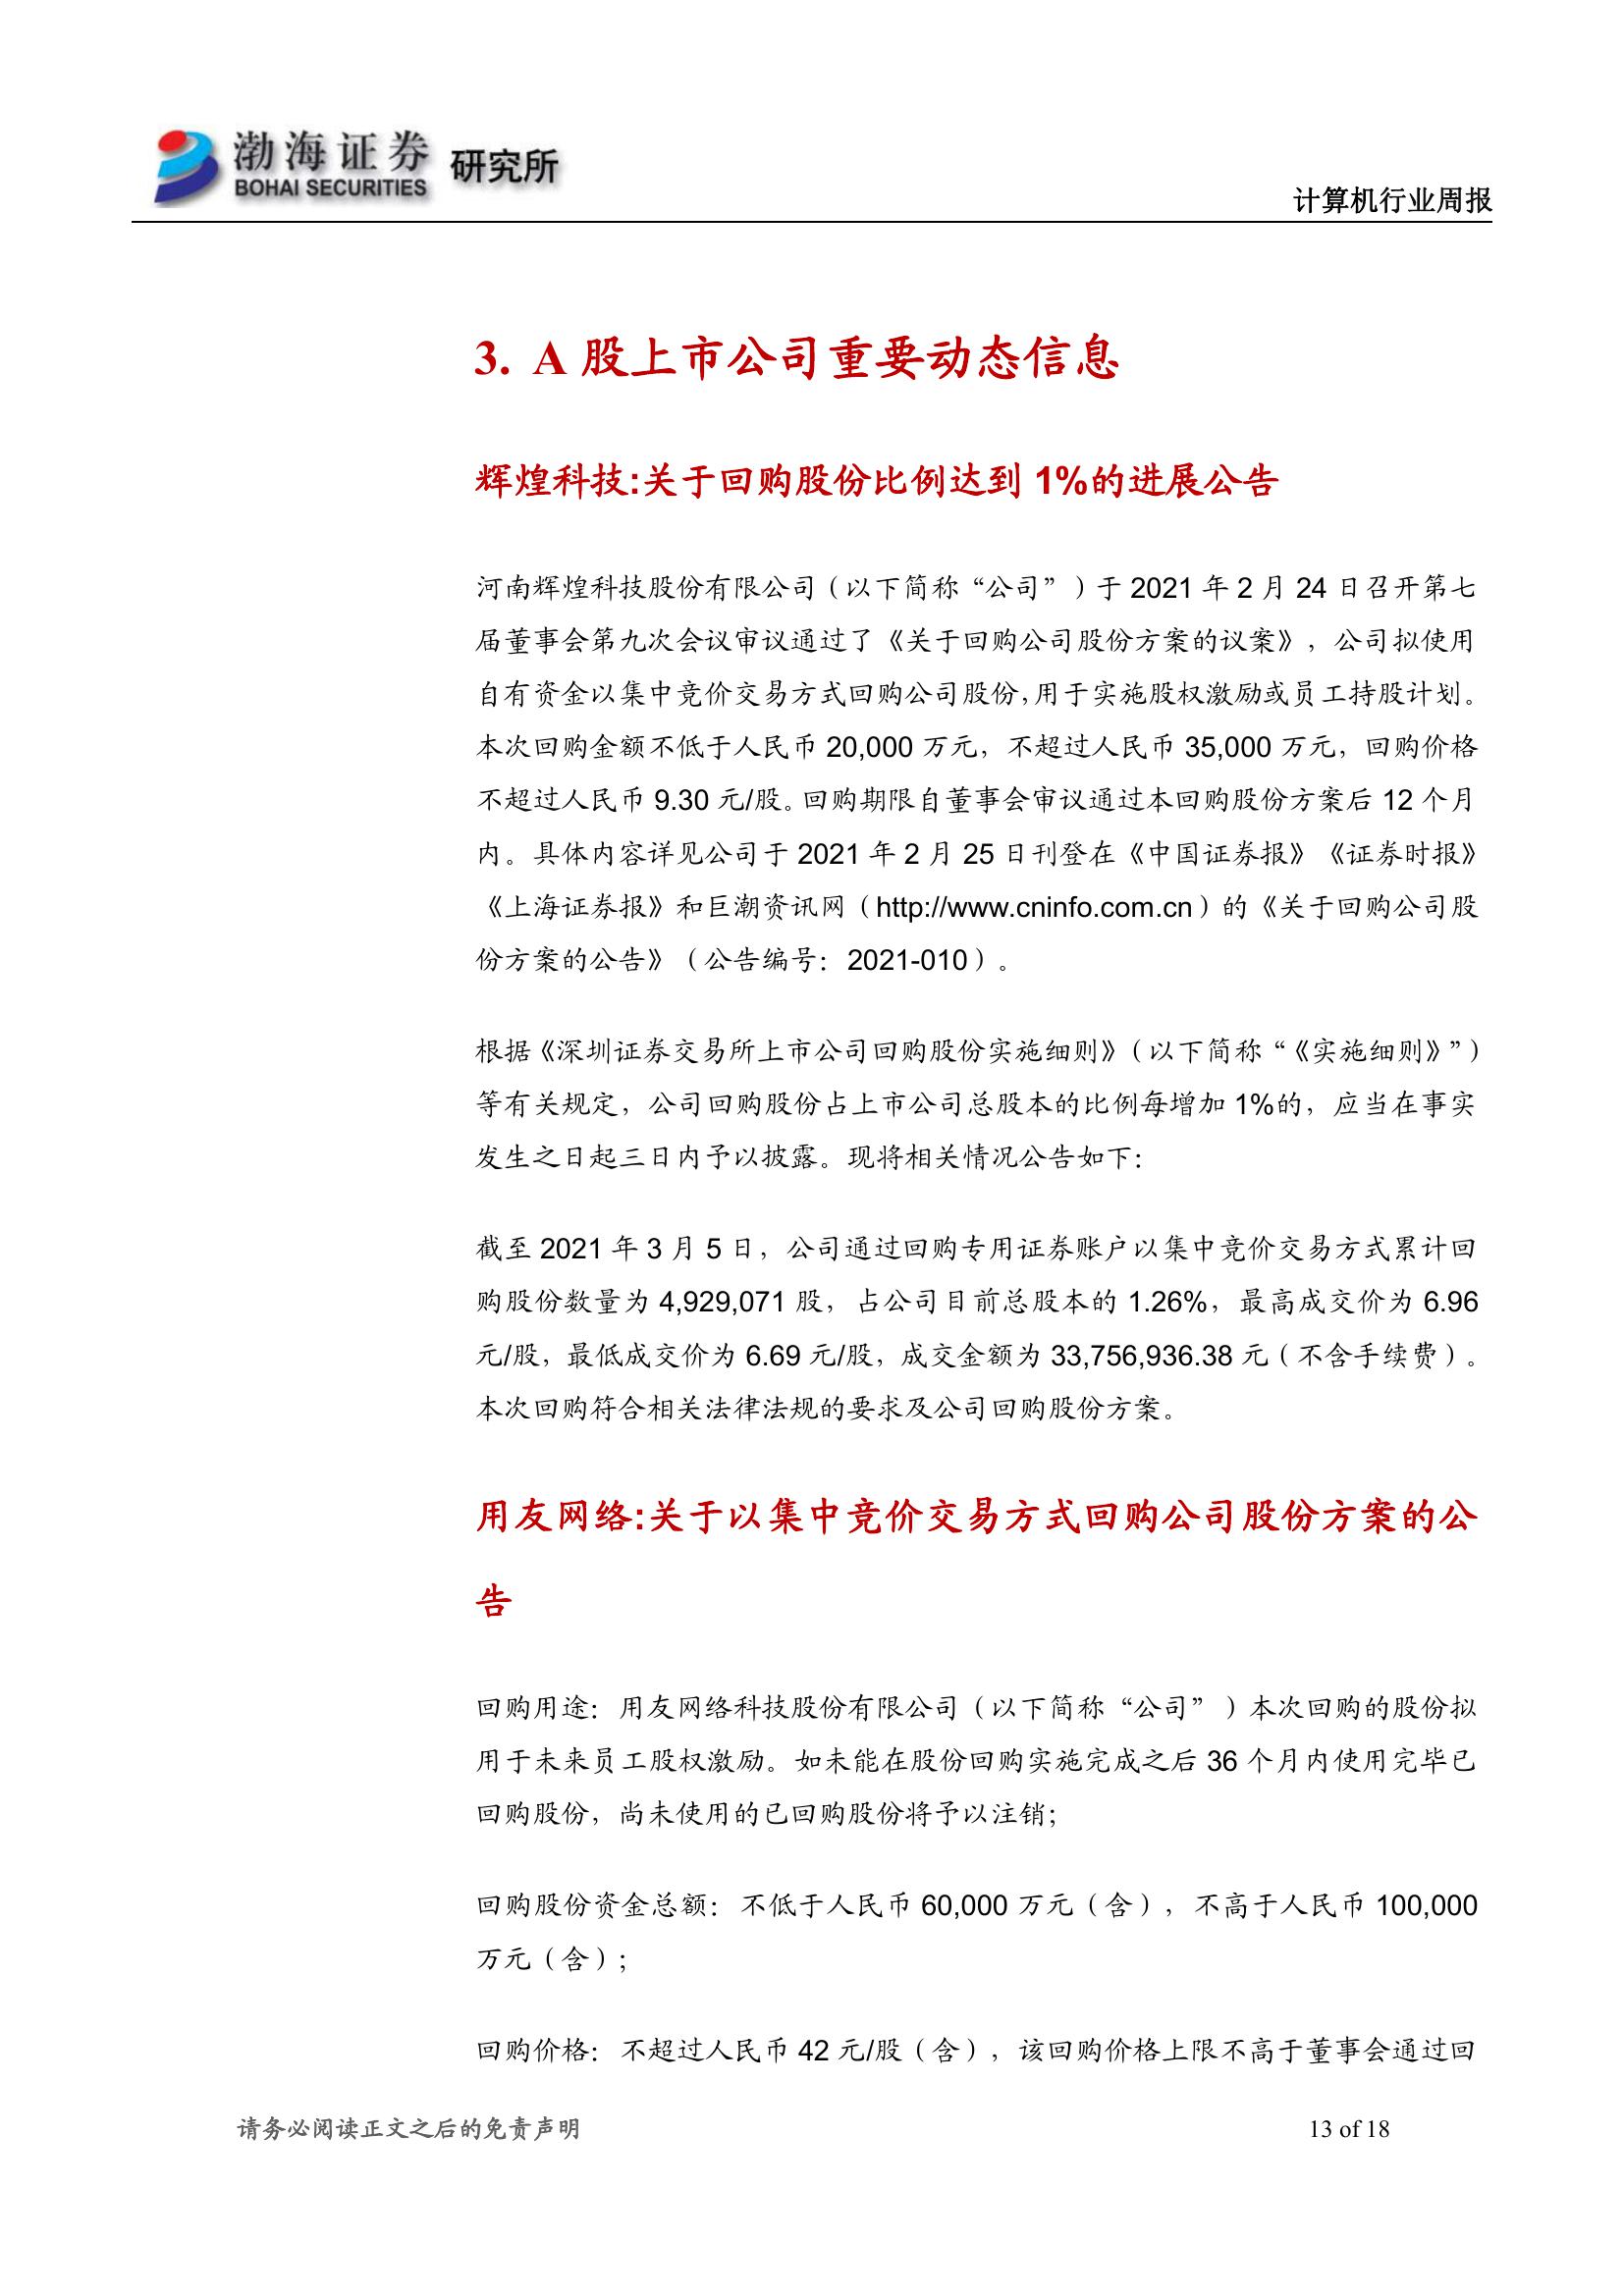 渤海证券 研究所
BOHAI SECURITIES
计算机行业周报
3. A 股上市公司重要动态信息
辉煌科技:关于回购股份比例达到 1%的进展公告
河南辉煌科技股份有限公司（以下简称“公司”）于 2021 年 2 月 24 日召开第七
届董事会第九次会议审议通过了《关于回购公司股份方案的议案》，公司拟使用
自有资金以集中竞价交易方式回购公司股份，用于实施股权激励或员工持股计划。
本次回购金额不低于人民币 20,000 万元，不超过人民币 35,000 万元，回购价格
不超过人民币 9.30 元/股。回购期限自董事会审议通过本回购股份方案后 12 个月
内。具体内容详见公司于 2021 年 2 月 25 日刊登在《中国证券报》《证券时报》
《上海证券报》和巨潮资讯网（http://www.cninfo.com.cn）的《关于回购公司股
份方案的公告》（公告编号：2021-010）。
根据《深圳证券交易所上市公司回购股份实施细则》（以下简称“《实施细则》”）
等有关规定，公司回购股份占上市公司总股本的比例每增加 1%的，应当在事实
发生之日起三日内予以披露。现将相关情况公告如下：
截至 2021 年 3 月 5 日，公司通过回购专用证券账户以集中竞价交易方式累计回
购股份数量为 4,929,071 股，占公司目前总股本的 1.26%，最高成交价为 6.96
元/股，最低成交价为 6.69 元/股，成交金额为 33,756,936.38 元（不含手续费）。
本次回购符合相关法律法规的要求及公司回购股份方案。
用友网络:关于以集中竞价交易方式回购公司股份方案的公
告
回购用途：用友网络科技股份有限公司（以下简称“公司”）本次回购的股份拟
用于未来员工股权激励。如未能在股份回购实施完成之后 36 个月内使用完毕已
回购股份，尚未使用的已回购股份将予以注销；
回购股份资金总额：不低于人民币 60,000 万元（含），不高于人民币 100,000
万元（含）；
回购价格：不超过人民币 42 元/股（含），该回购价格上限不高于董事会通过回
请务必阅读正文之后的免责声明
13 of 18